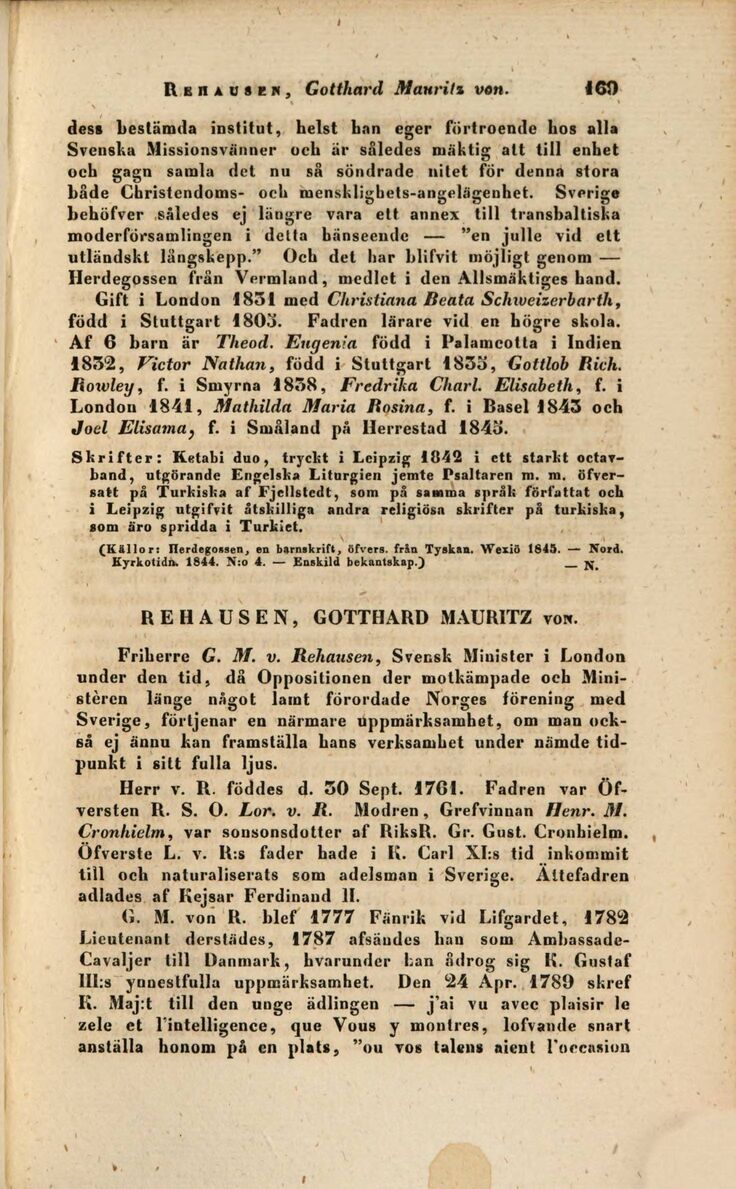 REHAUSEN, Gotthard Mauritz von. 169
dess bestämda institut, helst han eger förtroende hos alla
Svenska Missionsvänner och är således mäktig att till enhet
och gagn samla det nu så söndrade nitet för denna stora
både Christendoms- och mensklighets-angelägenhet. Sverige
behöfver således ej längre vara ett annex till transbaltiska
moderförsamlingen i detta hänseende — ”en julle vid ett
utländskt långskepp.” Och det har blifvit möjligt genom —
Herdegossen från Vermland, medlet i den Allsmäktiges hand.
Gift i London 1831 med Christiana Beata Schweizerbarth,
född i Stuttgart 1805. Fadren lärare vid en högre skola.
Af 6 barn är Theod. Eugenia född i Palamcotta i Indien
1832, Victor Nathan, född i Stuttgart 1835, Gottlob Rich.
Rowley, f. i Smyrna 1838, Fredrika Charl. Elisabeth, f. i
London 1841, Mathilda Maria Rosina, f. i Basel 1843 och
Joel Elisama, f. i Småland på Herrestad 1845.
Skrifter: Ketabi duo, tryckt i Leipzig 1842 i ett starkt octav-
band, utgörande Engelska Liturgien jemte Psaltaren m. m. öfver-
satt på Turkiska af Fjellstedt, som på samma språk författat och
i Leipzig utgifvit åtskilliga andra religiösa skrifter på turkiska,
som äro spridda i Turkiet.
(Källor: Herdegossen, en barnskrift, öfvers. från Tyskan. Wexiö 1845. — Nord.
Kyrkotidn. 1844. N:o 4. — Enskild bekantskap.) — N.
REHAUSEN, GOTTHARD MAURITZ VON.
Friherre G. M. v. Rehausen, Svensk Minister i London
under den tid, då Oppositionen der motkämpade och Mini-
stèren länge något lamt förordade Norges förening med
Sverige, förtjenar en närmare uppmärksamhet, om man ock-
så ej ännu kan framställa hans verksamhet under nämde tid-
punkt i sitt fulla ljus.
Herr v. R. föddes d. 30 Sept. 1761. Fadren var Öf-
versten R. S. O. Lor. v. R. Modren, Grefvinnan Henr. M.
Cronhielm, var sonsonsdotter af RiksR. Gr. Gust. Cronhielm.
Öfverste L. v. R:s fader hade i K. Carl XI:s tid inkommit
till och naturaliserats som adelsman i Sverige. Ättefadren
adlades af Kejsar Ferdinand II.
G. M. von R. blef 1777 Fänrik vid Lifgardet, 1782
Lieutenant derstädes, 1787 afsändes han som Ambassade-
Cavaljer till Danmark, hvarunder han ådrog sig K. Gustaf
III:s ynnestfulla uppmärksamhet. Den 24 Apr. 1789 skref
K. Maj:t till den unge ädlingen — j'ai vu avec plaisir le
zele et l'intelligence, que Vous y montres, lofvande snart
anställa honom på en plats, ”ou vos talens aient l'occasion